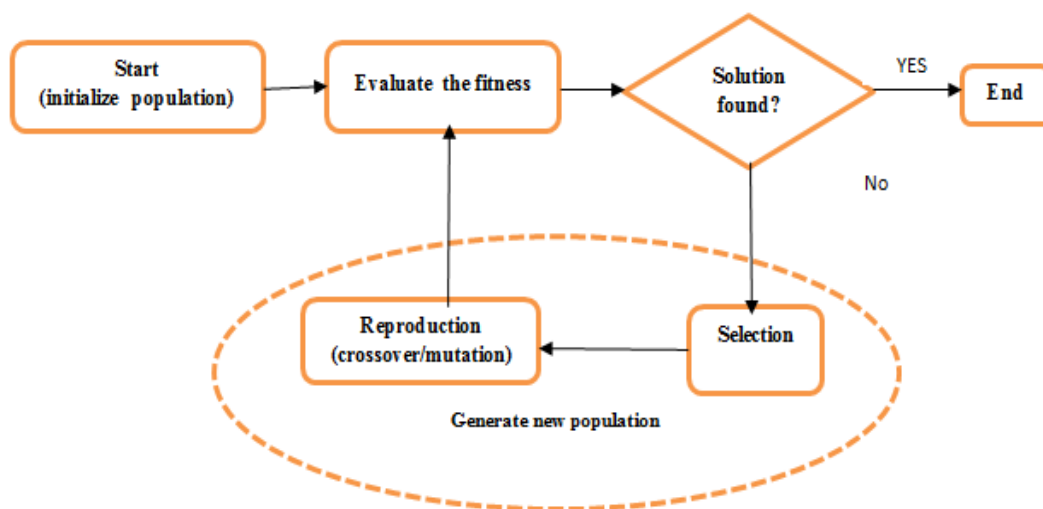 Start
(initialize population)
Evaluate the fitness
Solution
found?
YES
End
No
Reproduction
(crossover/mutation)
Selection
Generate new population